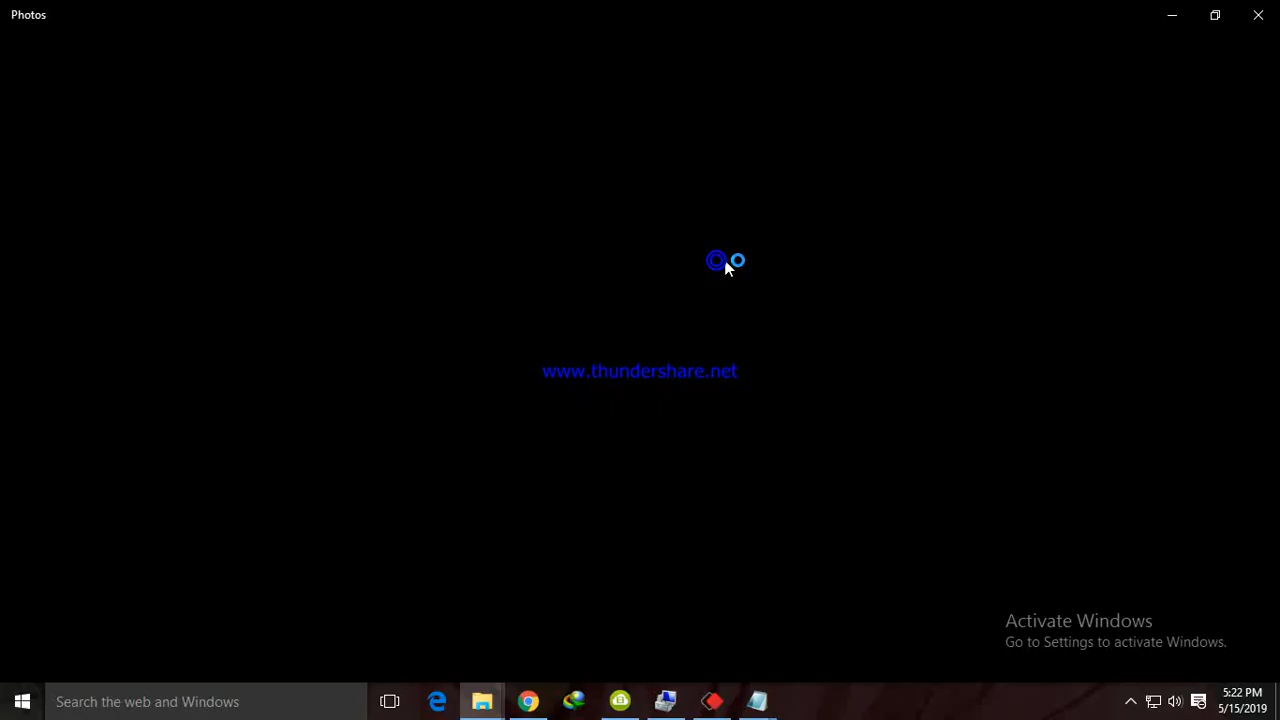 Photos
www.thundershare.net
Activate Windows
Go to Settings to activate Windows.
Search the web and Windows
5:22 PM
5/15/2019